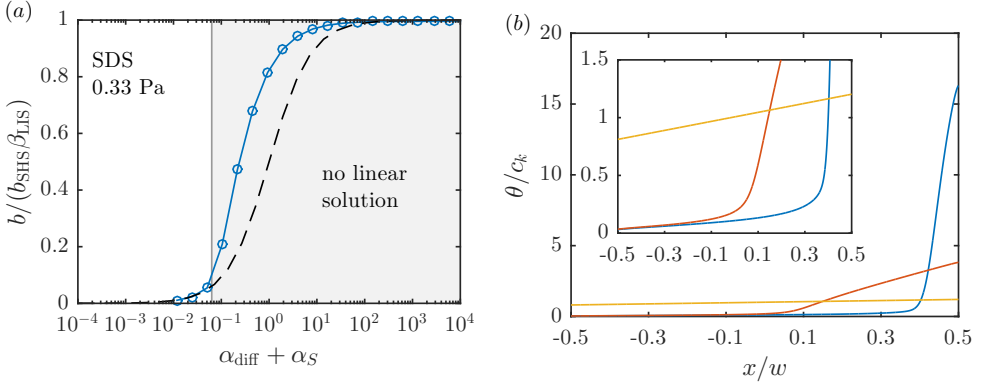 (a)
SDS
0.33 Pa
no linear
solution
b/(b_SHS/β_LIS)
1
0.8
0.6
0.4
0.2
0
10^-4 10^-3 10^-2 10^-1 10^0 10^1 10^2 10^3 10^4
α_diff + α_S
(b)
θ/c_k
20
15
10
5
0
-0.5 -0.3 -0.1 0.1 0.3 0.5
x/w
1.5
1
0.5
0
-0.5 -0.3 -0.1 0.1 0.3 0.5